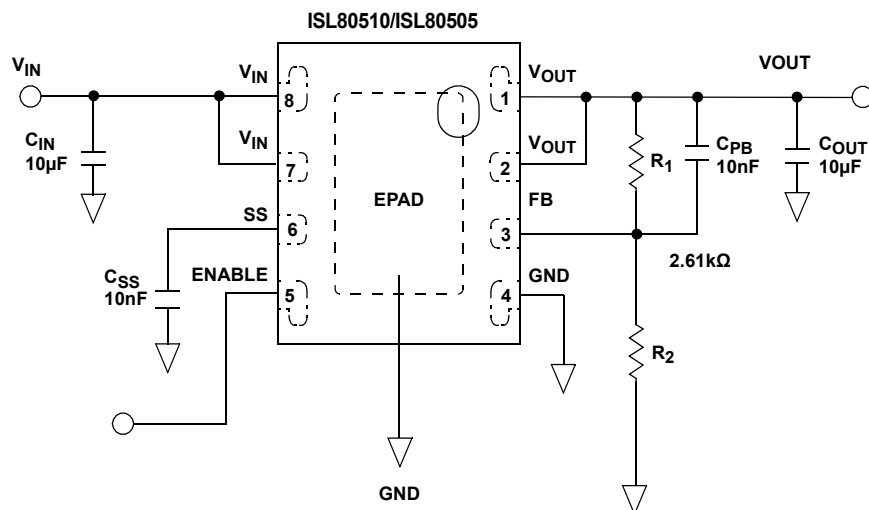 ISL80510/ISL80505
VIN
VIN
8
CIN
10µF
VIN
7
SS
6
CSS
10nF
ENABLE
5
EPAD
GND
VOUT
1
VOUT
2
FB
3
GND
4
VOUT
R1
CPB
10nF
COUT
10µF
2.61kΩ
R2